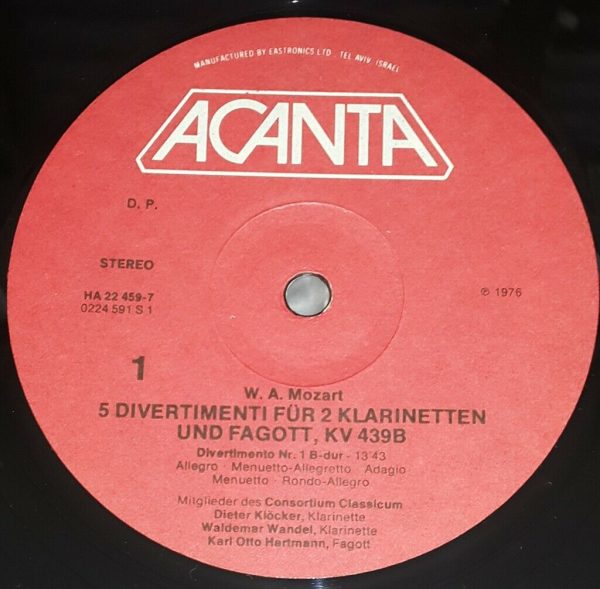 MANUFACTURED BY EASTRONICS LTD. TEL AVIV, ISRAEL
ACANTA
D. P.
STEREO
HA 22 459-7
0224 591 S 1
℗ 1976
1
W. A. Mozart
5 DIVERTIMENTI FÜR 2 KLARINETTEN
UND FAGOTT, KV 439B
Divertimento Nr. 1 B-dur - 13'43
Allegro · Menuetto-Allegretto · Adagio
Menuetto · Rondo-Allegro
Mitglieder des Consortium Classicum
Dieter Klöcker, Klarinette
Waldemar Wandel, Klarinette
Karl Otto Hartmann, Fagott